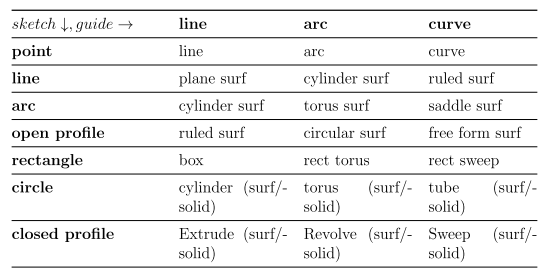 sketch ↓, guide → line arc curve
point line arc curve
line plane surf cylinder surf ruled surf
arc cylinder surf torus surf saddle surf
open profile ruled surf circular surf free form surf
rectangle box rect torus rect sweep
circle cylinder (surf/- torus (surf/- tube (surf/-
solid) solid) solid)
closed profile Extrude (surf/- Revolve (surf/- Sweep (surf/-
solid) solid) solid)